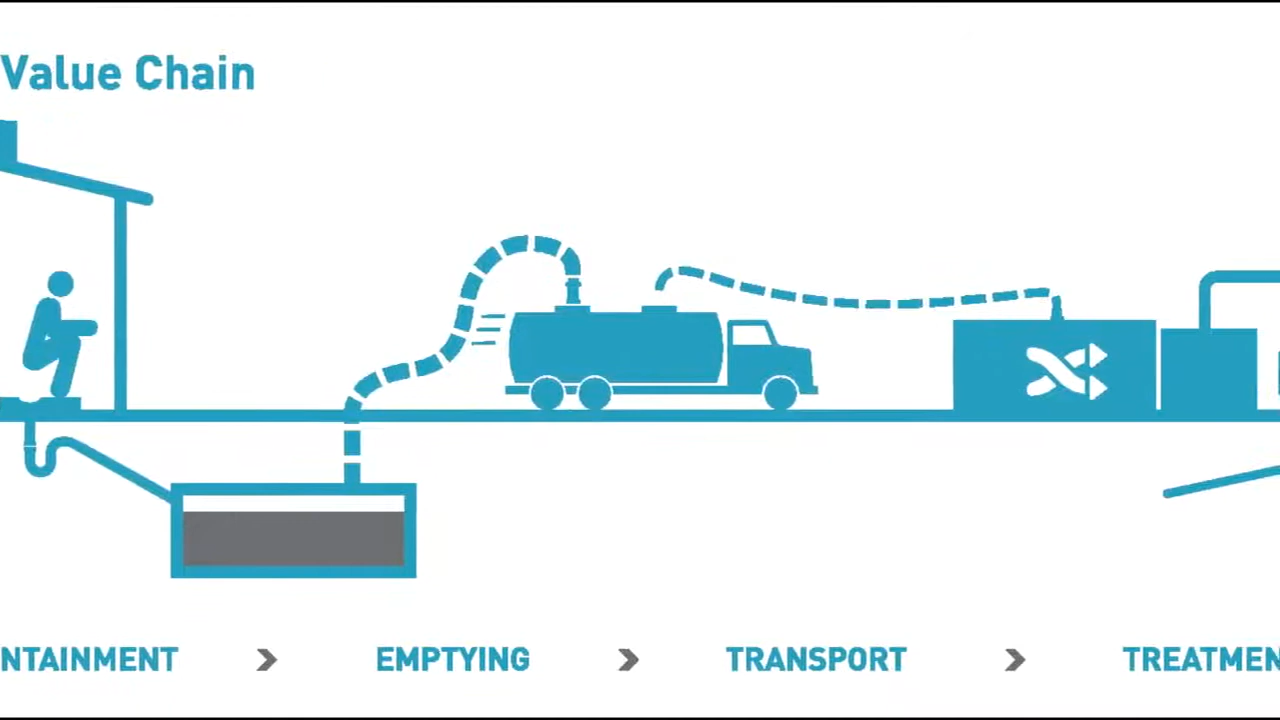 Value Chain
NTAINMENT > EMPTYING > TRANSPORT > TREATMEN